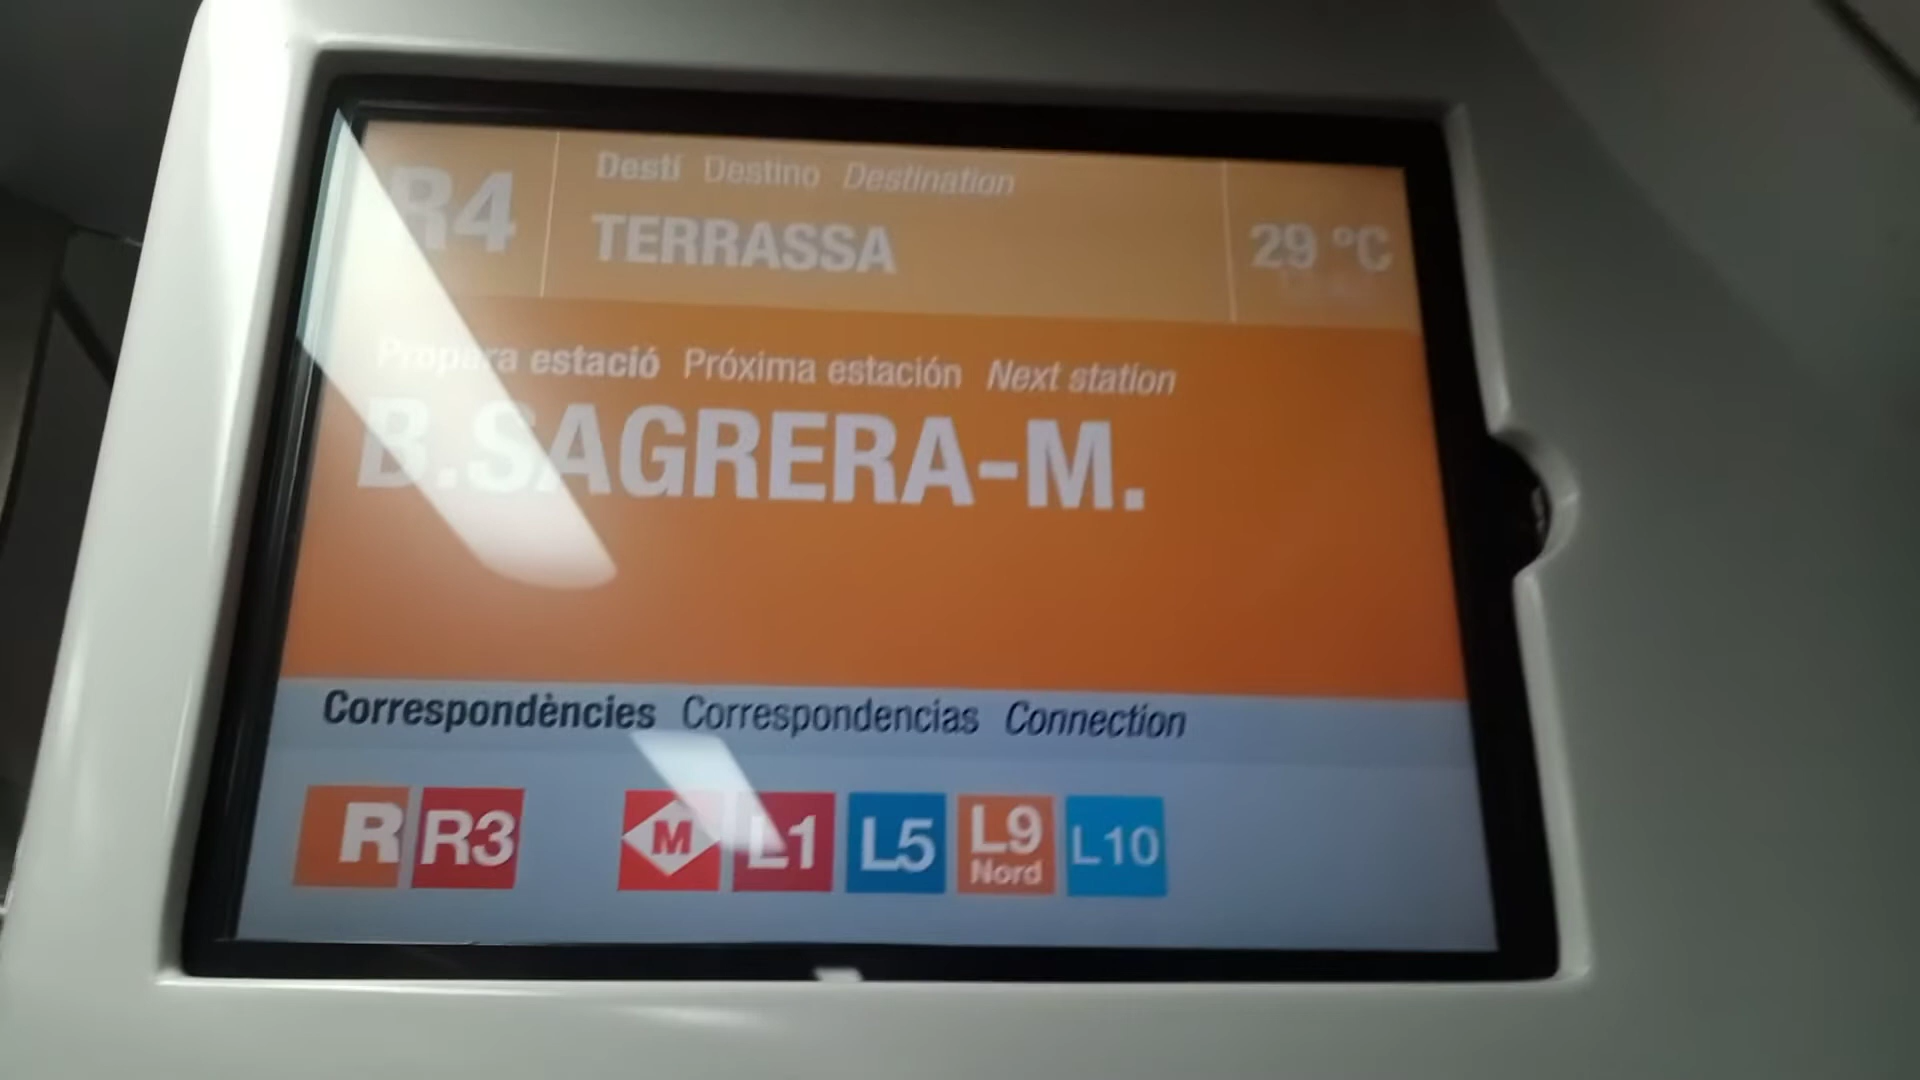 R4
Destí Destino Destination
TERRASSA
29 ºC
Propera estació Próxima estación Next station
B.SAGRERA-M.
Correspondències Correspondencias Connection
R R3 M L1 L5 L9 Nord L10